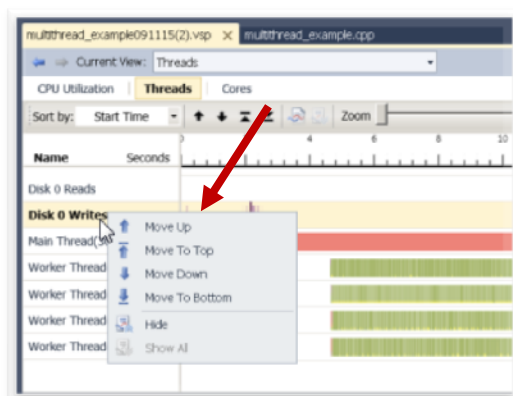 multithread_example091115(2).vsp multithread_example.cpp
Current View: Threads
CPU Utilization Threads Cores
Sort by: Start Time Zoom
Name Seconds 4 6 8 10
Disk 0 Reads
Disk 0 Writes
Main Thread
Worker Thread
Worker Thread
Worker Thread
Worker Thread
Move Up
Move To Top
Move Down
Move To Bottom
Hide
Show All